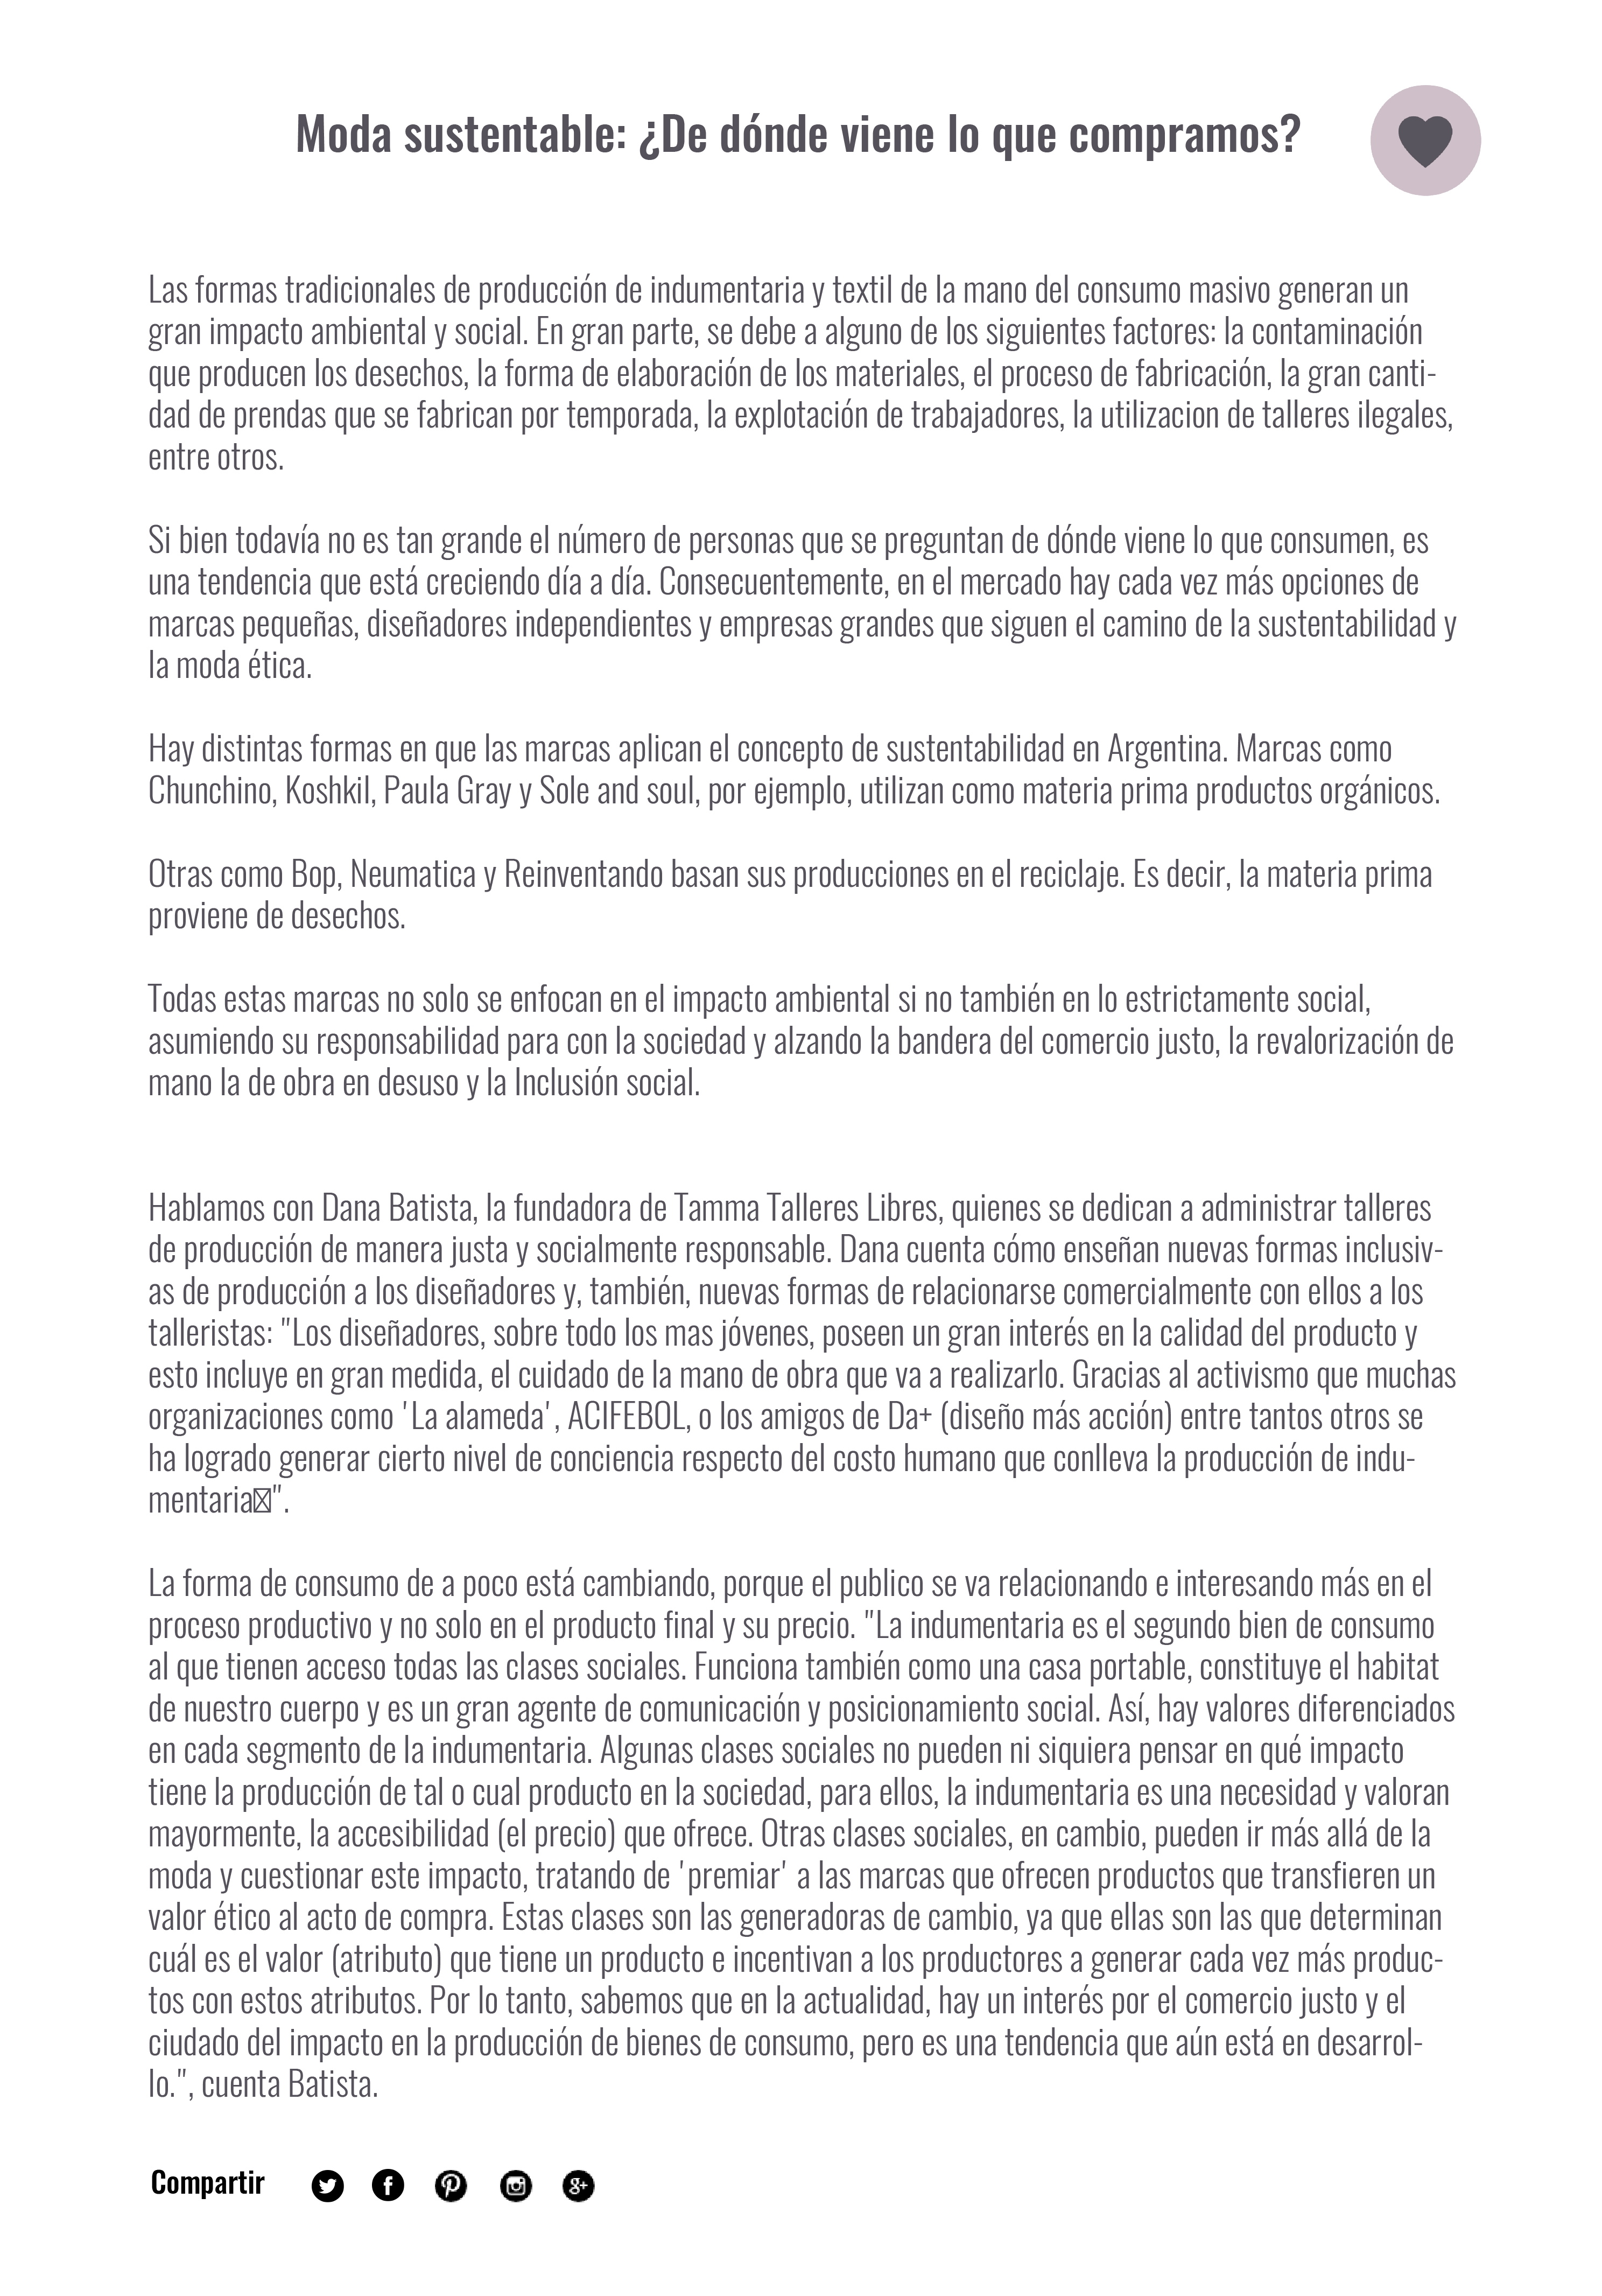 Moda sustentable: ¿De dónde viene lo que compramos?
Las formas tradicionales de producción de indumentaria y textil de la mano del consumo masivo generan un
gran impacto ambiental y social. En gran parte, se debe a alguno de los siguientes factores: la contaminación
que producen los desechos, la forma de elaboración de los materiales, el proceso de fabricación, la gran canti-
dad de prendas que se fabrican por temporada, la explotación de trabajadores, la utilizacion de talleres ilegales,
entre otros.
Si bien todavía no es tan grande el número de personas que se preguntan de dónde viene lo que consumen, es
una tendencia que está creciendo día a día. Consecuentemente, en el mercado hay cada vez más opciones de
marcas pequeñas, diseñadores independientes y empresas grandes que siguen el camino de la sustentabilidad y
la moda ética.
Hay distintas formas en que las marcas aplican el concepto de sustentabilidad en Argentina. Marcas como
Chunchino, Koshkil, Paula Gray y Sole and soul, por ejemplo, utilizan como materia prima productos orgánicos.
Otras como Bop, Neumatica y Reinventando basan sus producciones en el reciclaje. Es decir, la materia prima
proviene de desechos.
Todas estas marcas no solo se enfocan en el impacto ambiental si no también en lo estrictamente social,
asumiendo su responsabilidad para con la sociedad y alzando la bandera del comercio justo, la revalorización de
mano la de obra en desuso y la Inclusión social.
Hablamos con Dana Batista, la fundadora de Tamma Talleres Libres, quienes se dedican a administrar talleres
de producción de manera justa y socialmente responsable. Dana cuenta cómo enseñan nuevas formas inclusiv-
as de producción a los diseñadores y, también, nuevas formas de relacionarse comercialmente con ellos a los
talleristas: "Los diseñadores, sobre todo los mas jóvenes, poseen un gran interés en la calidad del producto y
esto incluye en gran medida, el cuidado de la mano de obra que va a realizarlo. Gracias al activismo que muchas
organizaciones como 'La alameda', ACIFEBOL, o los amigos de Da+ (diseño más acción) entre tantos otros se
ha logrado generar cierto nivel de conciencia respecto del costo humano que conlleva la producción de indu-
mentaria".
La forma de consumo de a poco está cambiando, porque el publico se va relacionando e interesando más en el
proceso productivo y no solo en el producto final y su precio. "La indumentaria es el segundo bien de consumo
al que tienen acceso todas las clases sociales. Funciona también como una casa portable, constituye el habitat
de nuestro cuerpo y es un gran agente de comunicación y posicionamiento social. Así, hay valores diferenciados
en cada segmento de la indumentaria. Algunas clases sociales no pueden ni siquiera pensar en qué impacto
tiene la producción de tal o cual producto en la sociedad, para ellos, la indumentaria es una necesidad y valoran
mayormente, la accesibilidad (el precio) que ofrece. Otras clases sociales, en cambio, pueden ir más allá de la
moda y cuestionar este impacto, tratando de 'premiar' a las marcas que ofrecen productos que transfieren un
valor ético al acto de compra. Estas clases son las generadoras de cambio, ya que ellas son las que determinan
cuál es el valor (atributo) que tiene un producto e incentivan a los productores a generar cada vez más produc-
tos con estos atributos. Por lo tanto, sabemos que en la actualidad, hay un interés por el comercio justo y el
ciudado del impacto en la producción de bienes de consumo, pero es una tendencia que aún está en desarrol-
lo.", cuenta Batista.
Compartir